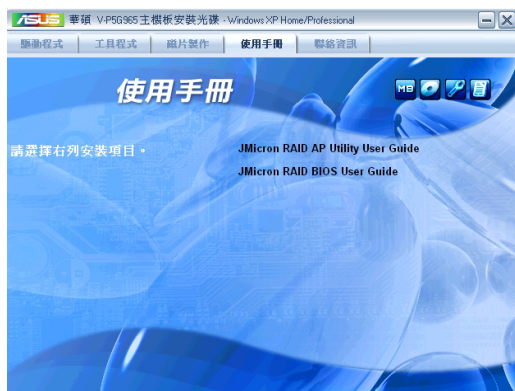 ASUS 華碩 V-P5G965主機板安裝光碟 - Windows XP Home/Professional
驅動程式 工具程式 磁片製作 使用手冊 聯絡資訊
使用手冊
MB
請選擇右列安裝項目。
JMicron RAID AP Utility User Guide
JMicron RAID BIOS User Guide